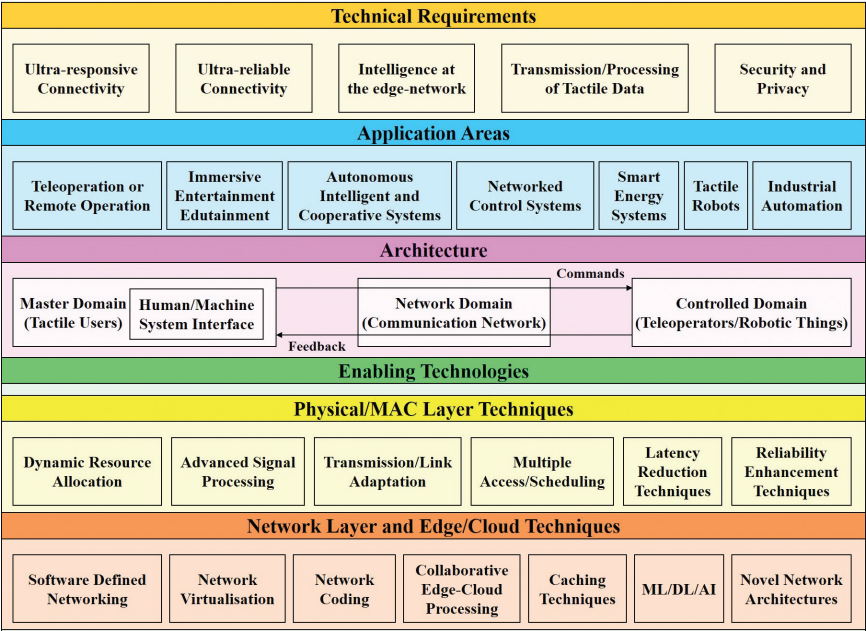 Technical Requirements
Ultra-responsive
Connectivity
Ultra-reliable
Connectivity
Intelligence at
the edge-network
Transmission/Processing
of Tactile Data
Security and
Privacy
Application Areas
Teleoperation or
Remote Operation
Immersive
Entertainment
Edutainment
Autonomous
Intelligent and
Cooperative Systems
Networked
Control Systems
Smart
Energy
Systems
Tactile
Robots
Industrial
Automation
Architecture
Master Domain
(Tactile Users)
Human/Machine
System Interface
Network Domain
(Communication Network)
Commands
Controlled Domain
(Teleoperators/Robotic Things)
Feedback
Enabling Technologies
Physical/MAC Layer Techniques
Dynamic Resource
Allocation
Advanced Signal
Processing
Transmission/Link
Adaptation
Multiple
Access/Scheduling
Latency
Reduction
Techniques
Reliability
Enhancement
Techniques
Network Layer and Edge/Cloud Techniques
Software Defined
Networking
Network
Virtualisation
Network
Coding
Collaborative
Edge-Cloud
Processing
Caching
Techniques
ML/DL/AI
Novel Network
Architectures